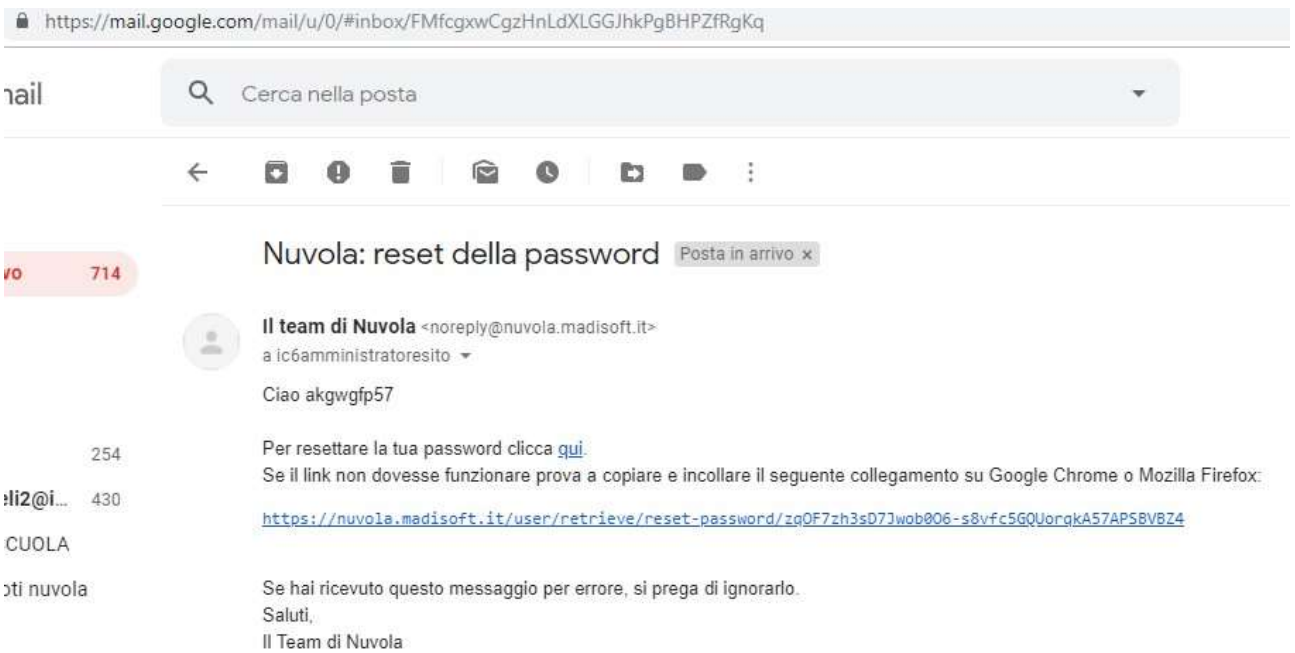 https://mail.google.com/mail/u/0/#inbox/FMfcgxwCgzHnLdXLGGJhkPgBHPZfRgKq
mail
Cerca nella posta
Nuvola: reset della password Posta in arrivo x
vo 714
Il team di Nuvola <noreply@nuvola.madisoft.it>
a ic6amministratoresito
Ciao akgwgfp57
254
Per resettare la tua password clicca qui.
Se il link non dovesse funzionare prova a copiare e incollare il seguente collegamento su Google Chrome o Mozilla Firefox:
eli2@i... 430
https://nuvola.madisoft.it/user/retrieve/reset-password/zqOF7zh3sD7Jwob0O6-s8vfc5GQUorqkA57APSBVBZ4
CUOLA
oti nuvola
Se hai ricevuto questo messaggio per errore, si prega di ignorarlo.
Saluti,
Il Team di Nuvola